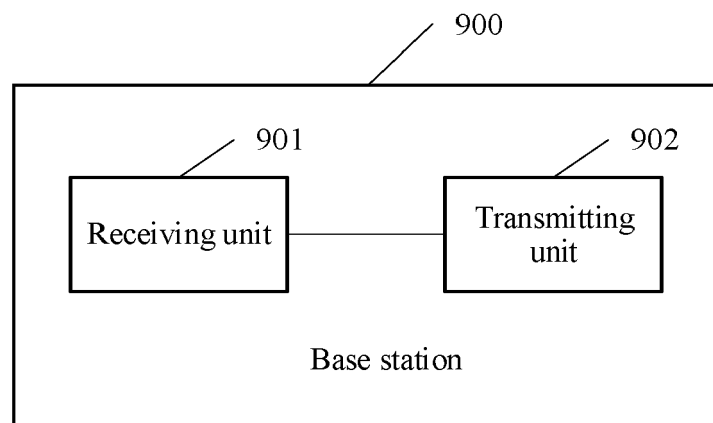 900
901
902
Receiving unit
Transmitting
unit
Base station